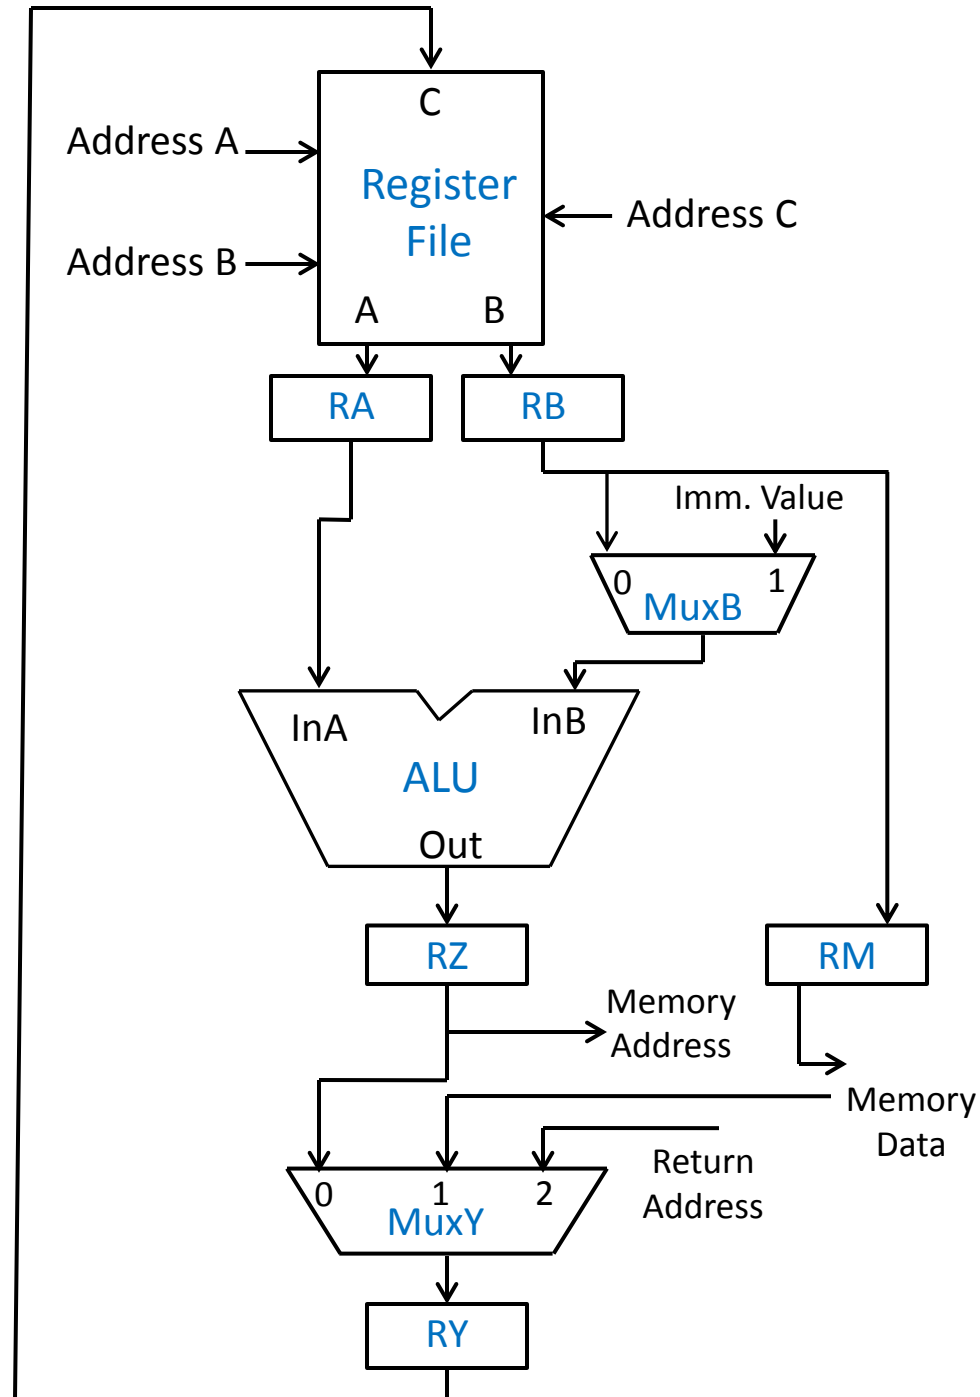 C
Address A
Register
File
Address C
Address B
A
B
RA
RB
Imm. Value
0
1
MuxB
InA
InB
ALU
Out
RZ
RM
Memory
Address
Memory
Data
Return
Address
0
1
2
MuxY
RY